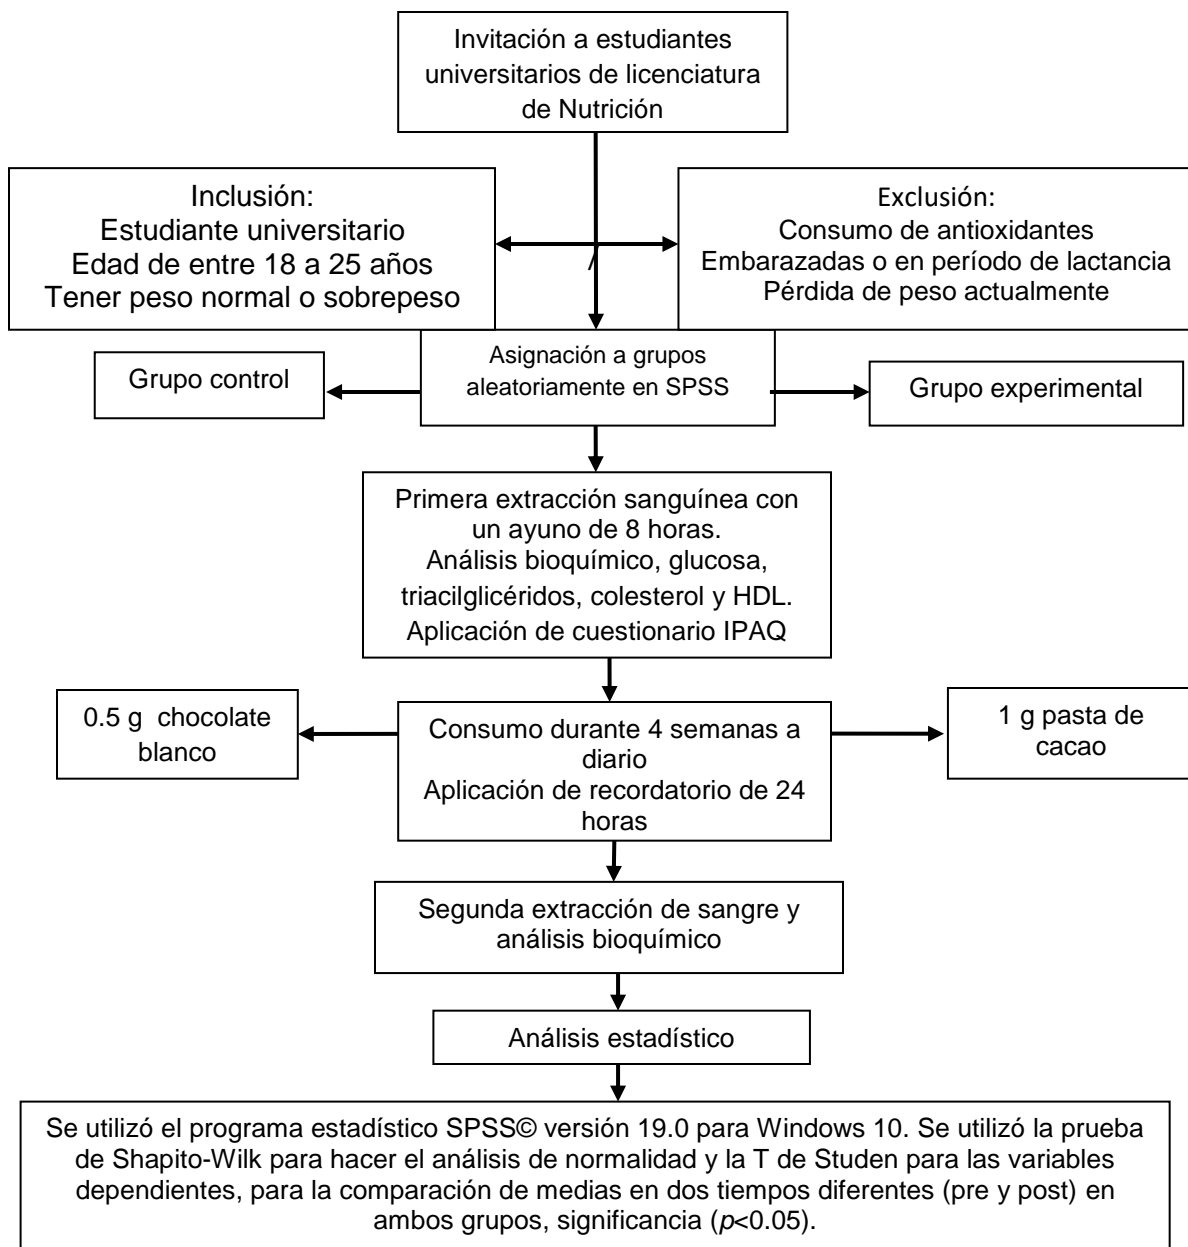 Invitación a estudiantes
universitarios de licenciatura
de Nutrición
Inclusión:
Estudiante universitario
Edad de entre 18 a 25 años
Tener peso normal o sobrepeso
Exclusión:
Consumo de antioxidantes
Embarazadas o en período de lactancia
Pérdida de peso actualmente
/
Asignación a grupos
aleatoriamente en SPSS
Grupo control
Grupo experimental
Primera extracción sanguínea con
un ayuno de 8 horas.
Análisis bioquímico, glucosa,
triacilglicéridos, colesterol y HDL.
Aplicación de cuestionario IPAQ
0.5 g chocolate
blanco
Consumo durante 4 semanas a
diario
Aplicación de recordatorio de 24
horas
1 g pasta de
cacao
Segunda extracción de sangre y
análisis bioquímico
Análisis estadístico
Se utilizó el programa estadístico SPSS© versión 19.0 para Windows 10. Se utilizó la prueba
de Shapito-Wilk para hacer el análisis de normalidad y la T de Studen para las variables
dependientes, para la comparación de medias en dos tiempos diferentes (pre y post) en
ambos grupos, significancia (p<0.05).